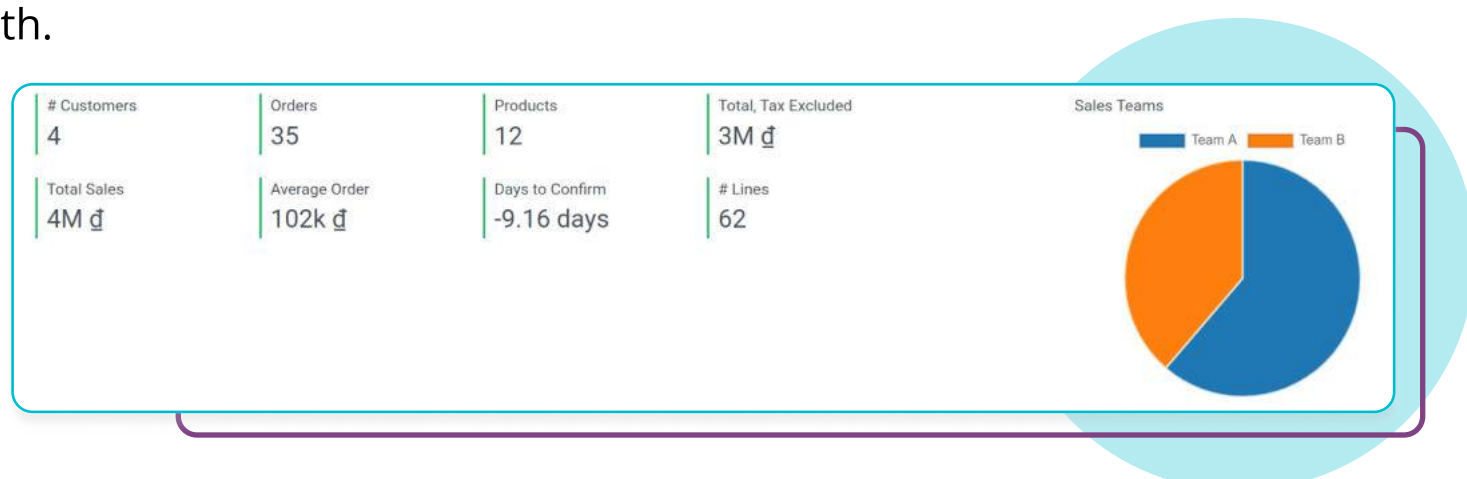 th.
# Customers
4
Orders
35
Products
12
Total, Tax Excluded
3M ₫
Total Sales
4M ₫
Average Order
102k ₫
Days to Confirm
-9.16 days
# Lines
62
Sales Teams
Team A Team B